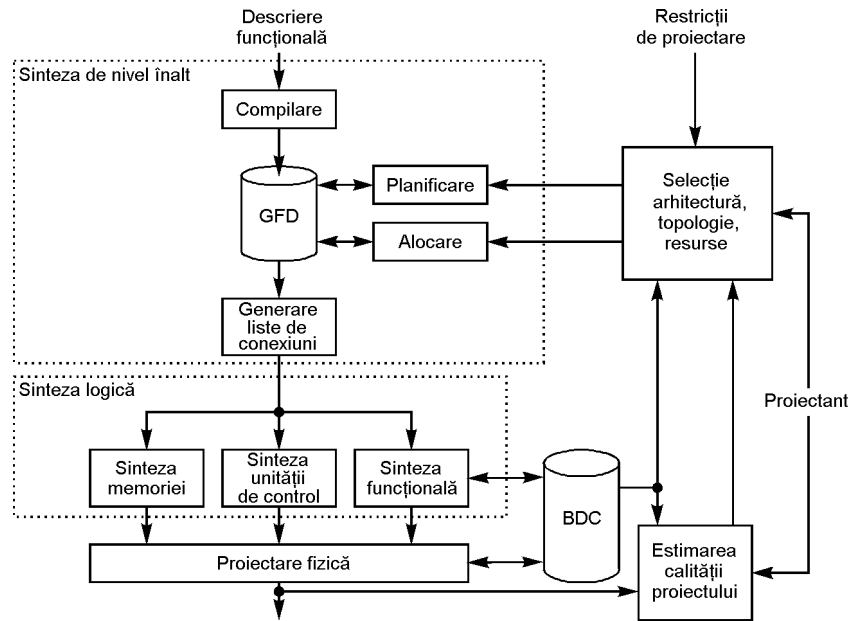 Descriere
funcțională
Restricții
de proiectare
Sinteza de nivel înalt
Compilare
GFD
Planificare
Alocare
Selecție
arhitectură,
topologie,
resurse
Generare
liste de
conexiuni
Sinteza logică
Proiectant
Sinteza
memoriei
Sinteza
unității
de control
Sinteza
funcțională
BDC
Proiectare fizică
Estimarea
calității
proiectului